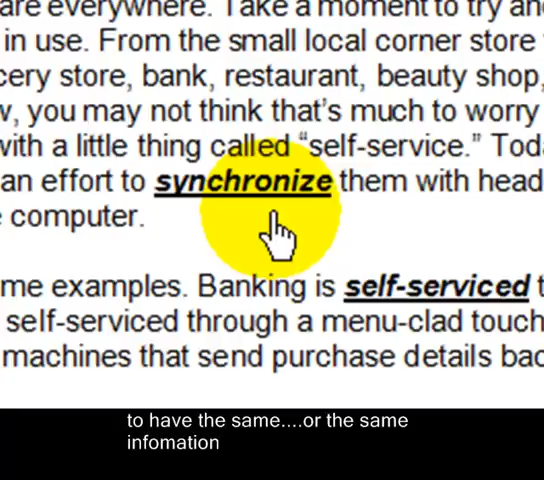 are everywhere. Take a moment to try and
in use. From the small local corner store
cery store, bank, restaurant, beauty shop,
w, you may not think that's much to worry
with a little thing called “self-service.” Toda
an effort to synchronize them with head
e computer.
me examples. Banking is self-serviced t
self-serviced through a menu-clad touch
machines that send purchase details bac
to have the same....or the same
infomation